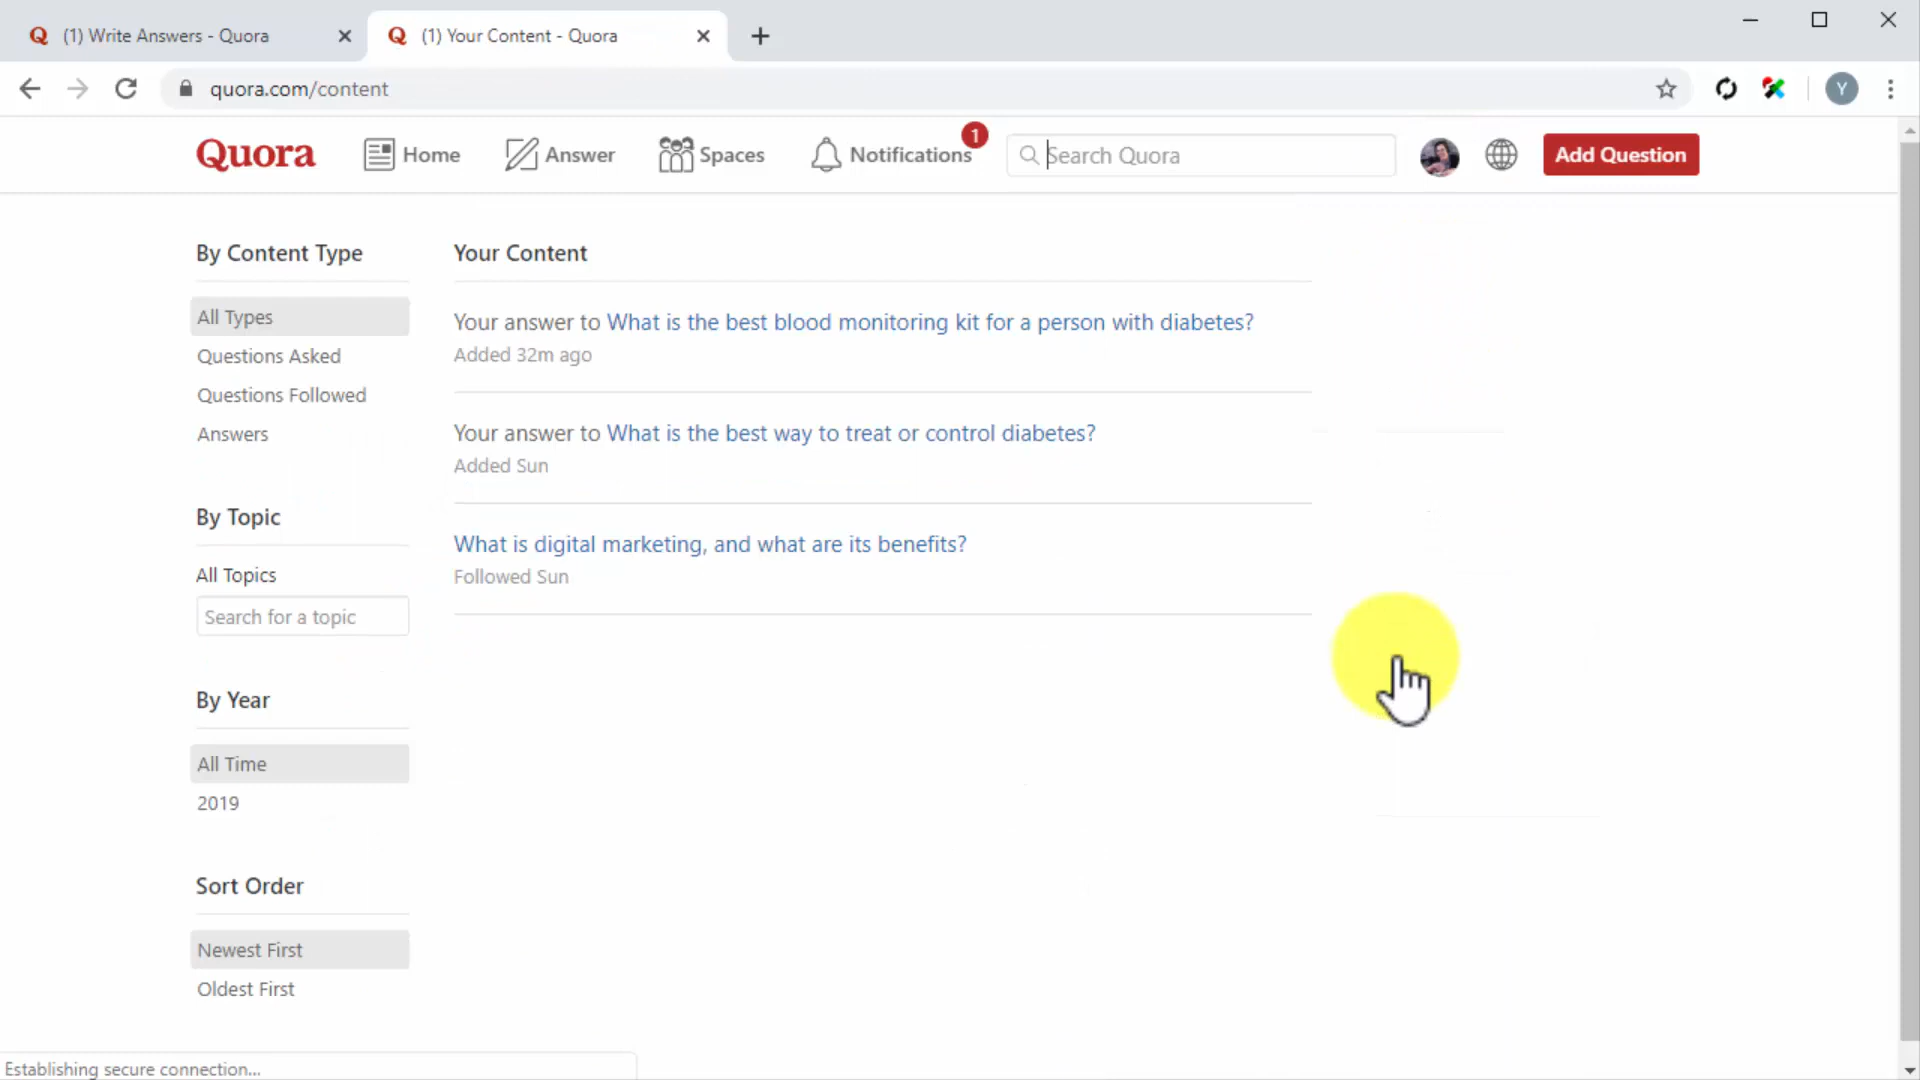 (1) Write Answers - Quora
(1) Your Content - Quora
quora.com/content
Y
Quora
Home
Answer
Spaces
Notifications
1
Search Quora
Add Question
By Content Type
All Types
Questions Asked
Questions Followed
Answers
By Topic
All Topics
Search for a topic
By Year
All Time
2019
Sort Order
Newest First
Oldest First
Your Content
Your answer to What is the best blood monitoring kit for a person with diabetes?
Added 32m ago
Your answer to What is the best way to treat or control diabetes?
Added Sun
What is digital marketing, and what are its benefits?
Followed Sun
Establishing secure connection...